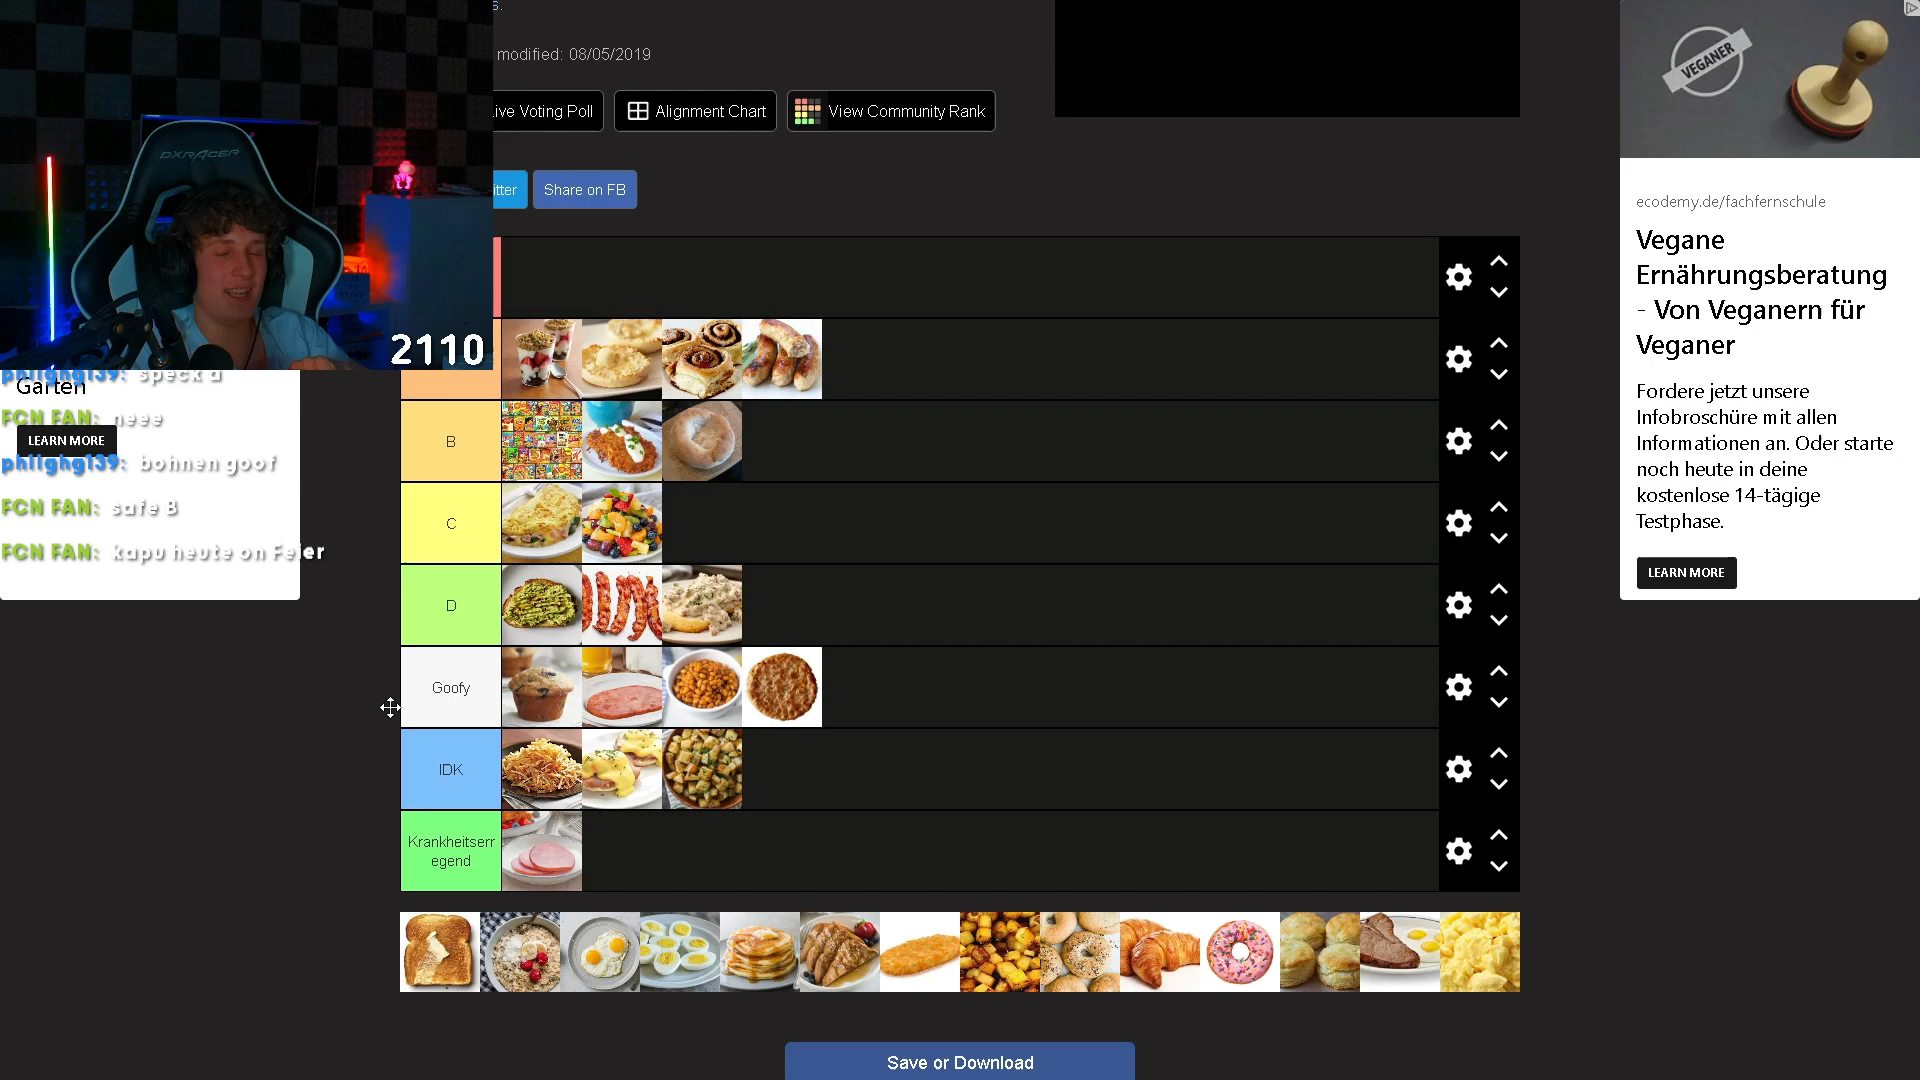 s.
modified: 08/05/2019
ive Voting Poll
Alignment Chart
View Community Rank
itter
Share on FB
DXRACER
2110
Garten
LEARN MORE
phlighg139: speck d
FCN FAN: neee
phlighg139: bohnen goof
FCN FAN: safe B
FCN FAN: kapu heute on Feier
B
C
D
Goofy
IDK
Krankheitserr
egend
Save or Download
VEGANER
ecodemy.de/fachfernschule
Vegane
Ernährungsberatung
- Von Veganern für
Veganer
Fordere jetzt unsere
Infobroschüre mit allen
Informationen an. Oder starte
noch heute in deine
kostenlose 14-tägige
Testphase.
LEARN MORE